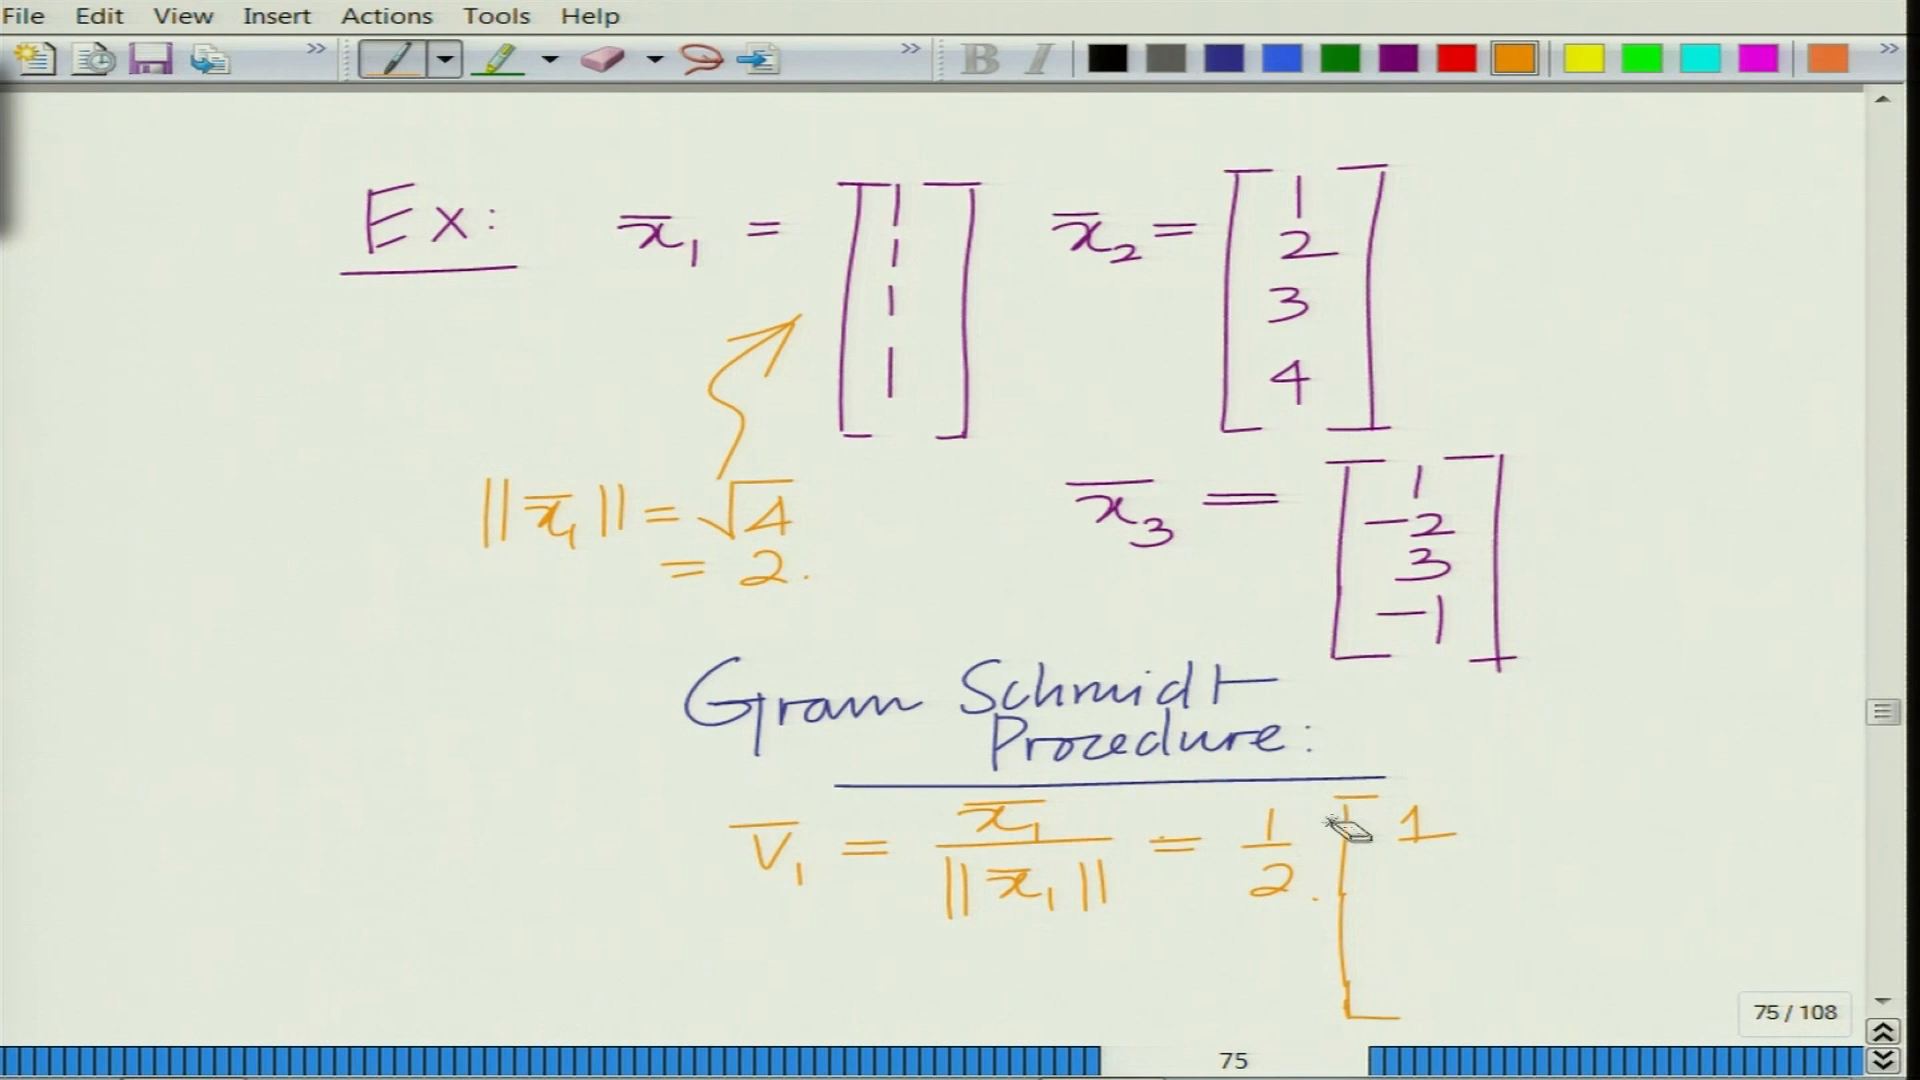 File Edit View Insert Actions Tools Help
B I
Ex: x̄₁ = [1 1 1 1] x̄₂ = [1 2 3 4]
||x̄₁|| = √4
= 2.
x̄₃ = [1 -2 3 -1]
Gram Schmidt
Procedure:
v̄₁ = x̄₁ / ||x̄₁|| = 1/2 . [1
75 / 108
75